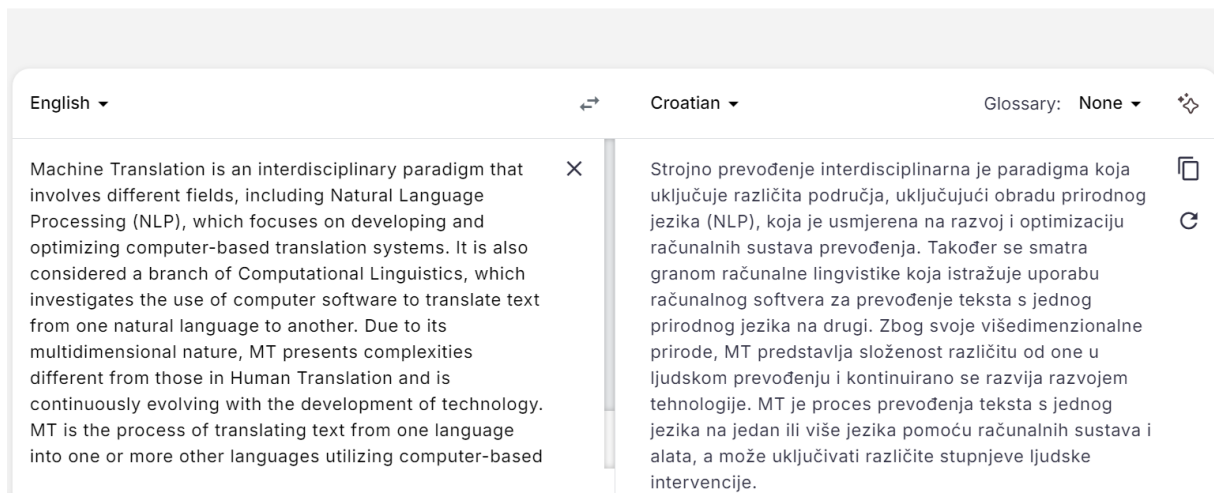 English
Croatian
Glossary: None
Machine Translation is an interdisciplinary paradigm that
involves different fields, including Natural Language
Processing (NLP), which focuses on developing and
optimizing computer-based translation systems. It is also
considered a branch of Computational Linguistics, which
investigates the use of computer software to translate text
from one natural language to another. Due to its
multidimensional nature, MT presents complexities
different from those in Human Translation and is
continuously evolving with the development of technology.
MT is the process of translating text from one language
into one or more other languages utilizing computer-based
Strojno prevođenje interdisciplinarna je paradigma koja
uključuje različita područja, uključujući obradu prirodnog
jezika (NLP), koja je usmjerena na razvoj i optimizaciju
računalnih sustava prevođenja. Također se smatra
granom računalne lingvistike koja istražuje uporabu
računalnog softvera za prevođenje teksta s jednog
prirodnog jezika na drugi. Zbog svoje višedimenzionalne
prirode, MT predstavlja složenost različitu od one u
ljudskom prevođenju i kontinuirano se razvija razvojem
tehnologije. MT je proces prevođenja teksta s jednog
jezika na jedan ili više jezika pomoću računalnih sustava i
alata, a može uključivati različite stupnjeve ljudske
intervencije.